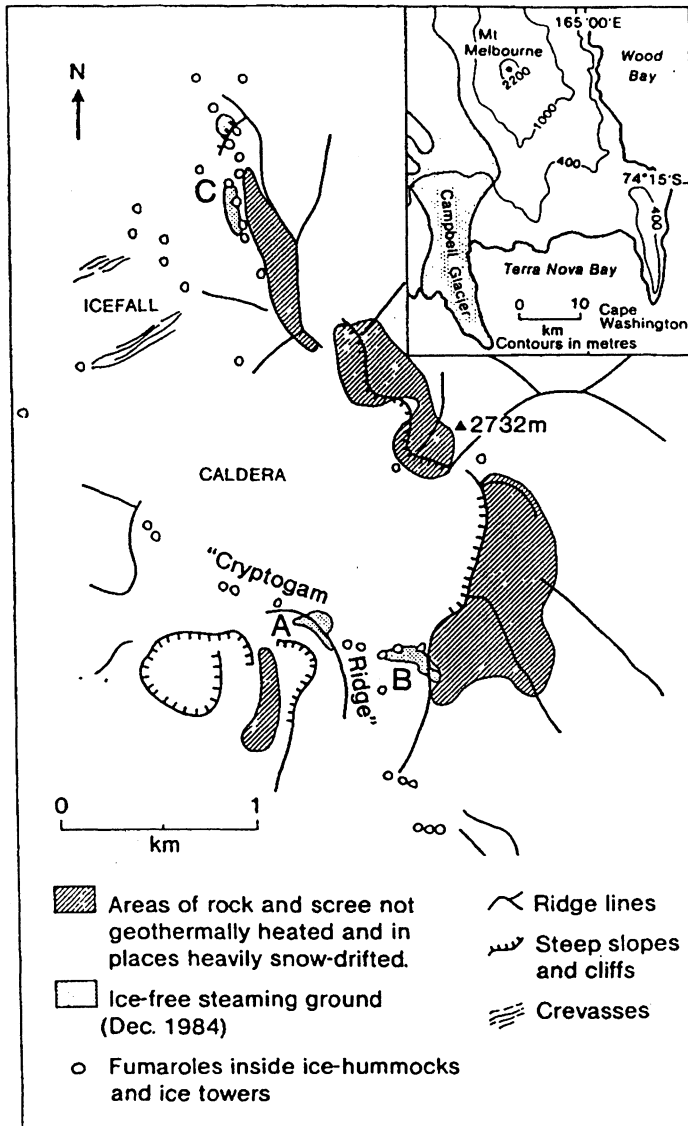 N
C
ICEFALL
CALDERA
2732m
"Cryptogam
Ridge"
A
B
0 1
km
Mt
Melbourne
2200
165°00'E
Wood
Bay
1000
400
74°15'S
400
Campbell Glacier
Terra Nova Bay
0 10
km
Cape
Washington
Contours in metres
Areas of rock and scree not
geothermally heated and in
places heavily snow-drifted.
Ice-free steaming ground
(Dec. 1984)
Fumaroles inside ice-hummocks
and ice towers
Ridge lines
Steep slopes
and cliffs
Crevasses